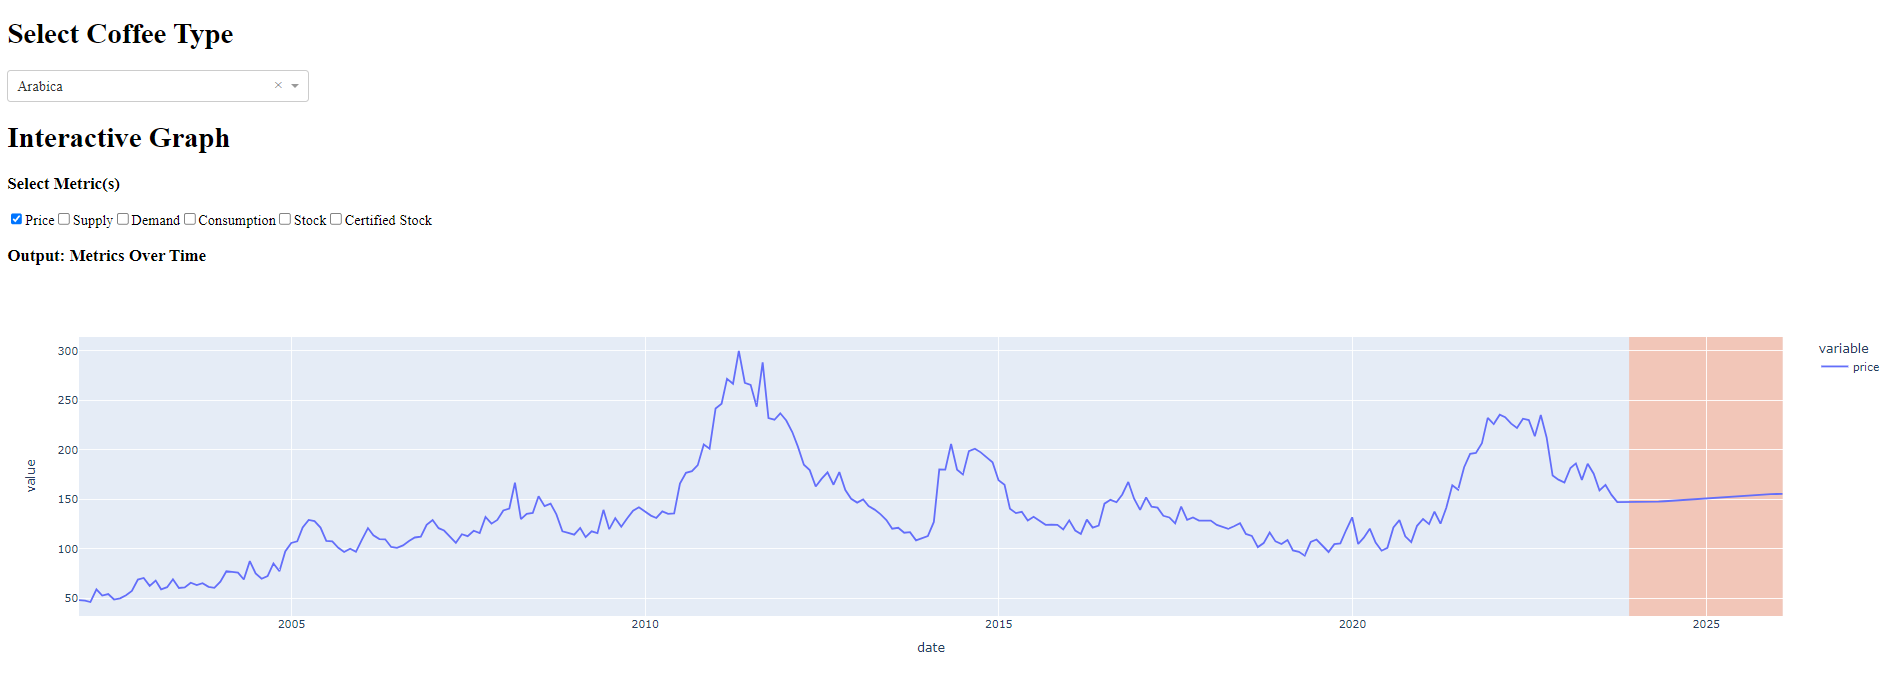 Select Coffee Type
Arabica
Interactive Graph
Select Metric(s)
Price Supply Demand Consumption Stock Certified Stock
Output: Metrics Over Time
variable
price
300
250
200
150
100
50
value
2005 2010 2015 2020 2025
date